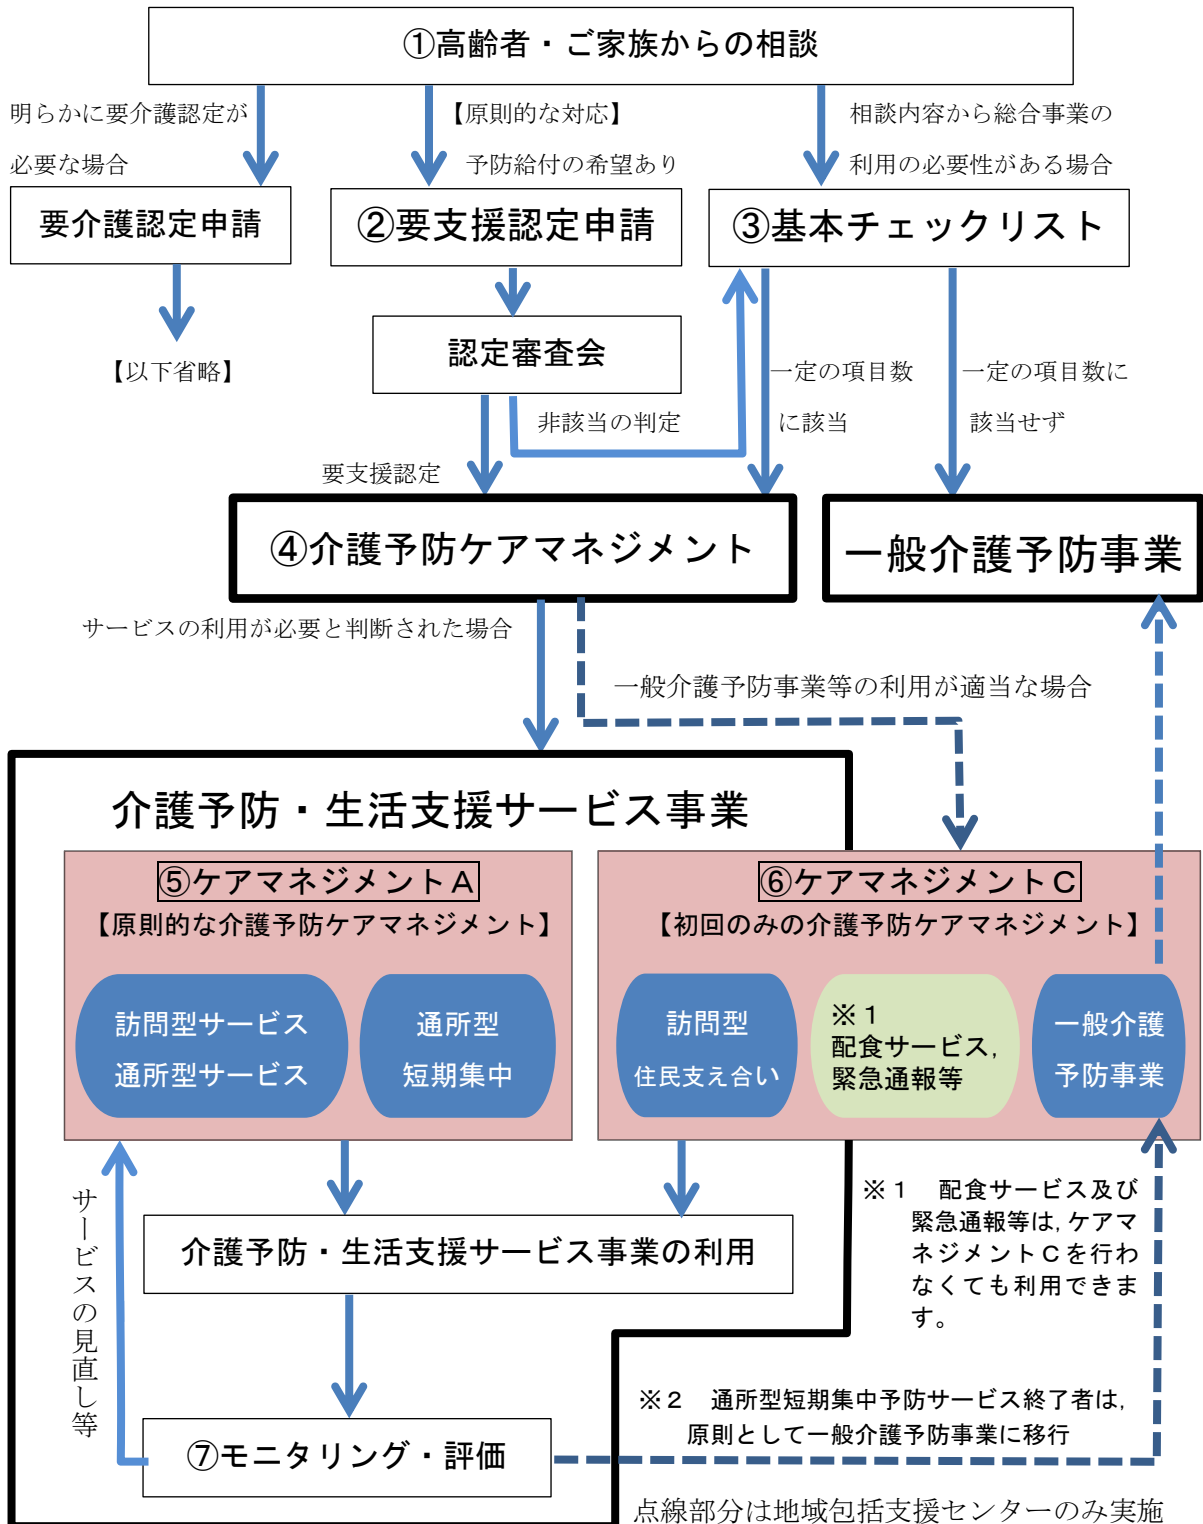 ①高齢者・ご家族からの相談
明らかに要介護認定が
必要な場合
【原則的な対応】
予防給付の希望あり
相談内容から総合事業の
利用の必要性がある場合
要介護認定申請
②要支援認定申請
③基本チェックリスト
【以下省略】
認定審査会
非該当の判定
要支援認定
一定の項目数
に該当
一定の項目数に
該当せず
④介護予防ケアマネジメント
一般介護予防事業
サービスの利用が必要と判断された場合
一般介護予防事業等の利用が適当な場合
介護予防・生活支援サービス事業
⑤ケアマネジメントA
【原則的な介護予防ケアマネジメント】
訪問型サービス
通所型サービス
通所型
短期集中
⑥ケアマネジメントC
【初回のみの介護予防ケアマネジメント】
訪問型
住民支え合い
※1
配食サービス,
緊急通報等
一般介護
予防事業
サービスの見直し等
介護予防・生活支援サービス事業の利用
※1　配食サービス及び
緊急通報等は,ケアマ
ネジメントCを行わ
なくても利用できま
す。
※2　通所型短期集中予防サービス終了者は,
原則として一般介護予防事業に移行
⑦モニタリング・評価
点線部分は地域包括支援センターのみ実施